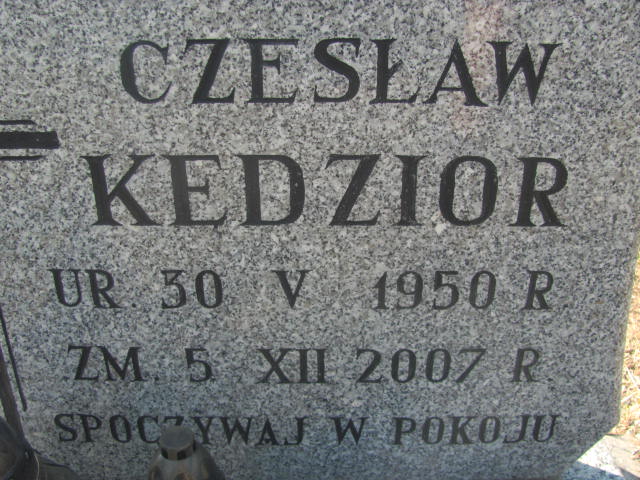 CZESŁAW
KEDZIOR
UR. 30 V 1950 R
ZM. 5 XII 2007 R.
SPOCZYWAJ W POKOJU